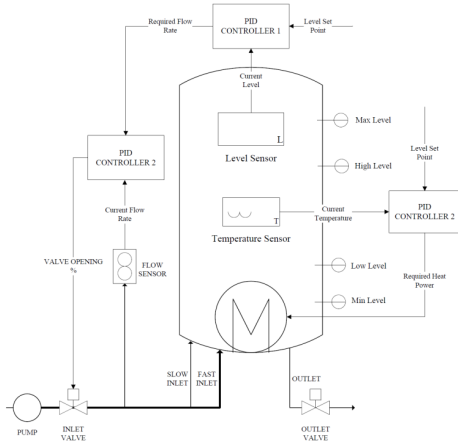 Required Flow
Rate
PID
CONTROLLER 1
Level Set
Point
Current
Level
L
Level Sensor
Max Level
High Level
PID
CONTROLLER 2
Level Set
Point
Current Flow
Rate
T
Temperature Sensor
Current
Temperature
PID
CONTROLLER 2
VALVE OPENING
%
FLOW
SENSOR
Low Level
Min Level
Required Heat
Power
SLOW
INLET
FAST
INLET
OUTLET
PUMP
INLET
VALVE
OUTLET
VALVE